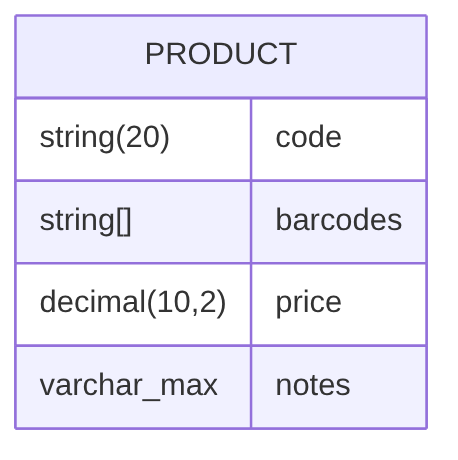 PRODUCT
string(20) code
string[] barcodes
decimal(10,2) price
varchar_max notes